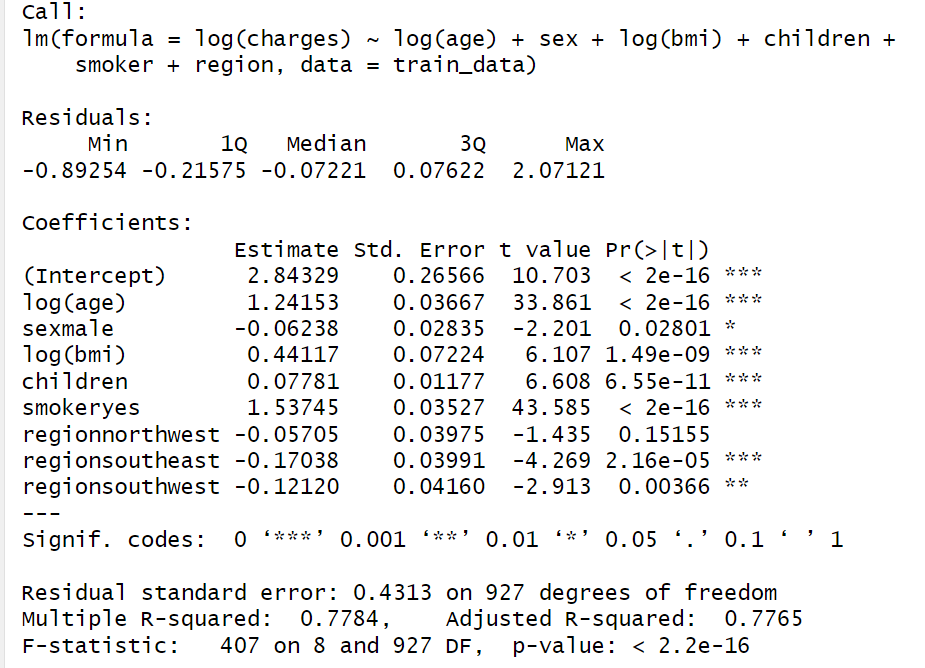 Call:
lm(formula = log(charges) ~ log(age) + sex + log(bmi) + children +
    smoker + region, data = train_data)

Residuals:
     Min       1Q   Median       3Q      Max
-0.89254 -0.21575 -0.07221  0.07622  2.07121

Coefficients:
                Estimate Std. Error t value Pr(>|t|)
(Intercept)      2.84329    0.26566  10.703  < 2e-16 ***
log(age)         1.24153    0.03667  33.861  < 2e-16 ***
sexmale         -0.06238    0.02835  -2.201  0.02801 *
log(bmi)         0.44117    0.07224   6.107 1.49e-09 ***
children         0.07781    0.01177   6.608 6.55e-11 ***
smokeryes        1.53745    0.03527  43.585  < 2e-16 ***
regionnorthwest -0.05705    0.03975  -1.435  0.15155
regionsoutheast -0.17038    0.03991  -4.269 2.16e-05 ***
regionsouthwest -0.12120    0.04160  -2.913  0.00366 **
---
Signif. codes:  0 ‘***’ 0.001 ‘**’ 0.01 ‘*’ 0.05 ‘.’ 0.1 ‘ ’ 1

Residual standard error: 0.4313 on 927 degrees of freedom
Multiple R-squared:  0.7784,    Adjusted R-squared:  0.7765
F-statistic:   407 on 8 and 927 DF,  p-value: < 2.2e-16